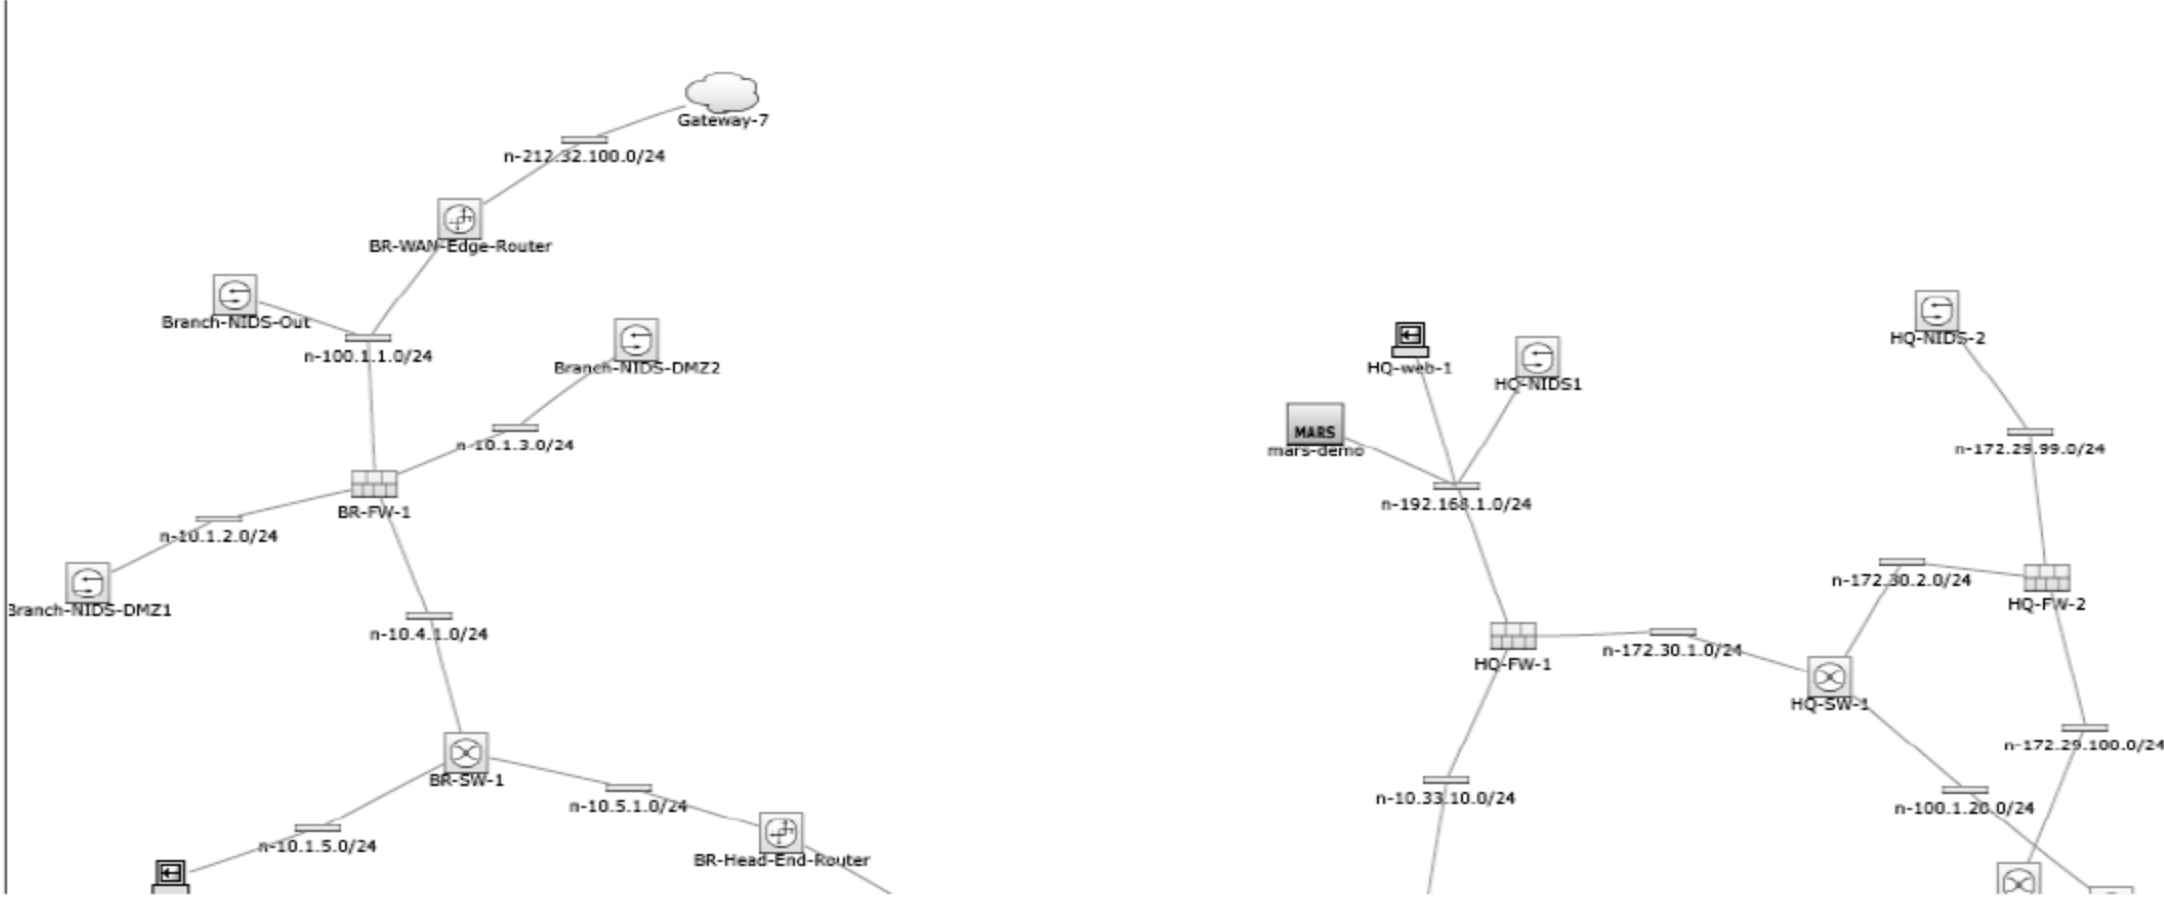 Gateway-7
n-212.32.100.0/24
BR-WAN-Edge-Router
Branch-NIDS-Out
n-100.1.1.0/24
Branch-NIDS-DMZ2
n-10.1.3.0/24
BR-FW-1
n-10.1.2.0/24
Branch-NIDS-DMZ1
n-10.4.1.0/24
BR-SW-1
n-10.5.1.0/24
n-10.1.5.0/24
BR-Head-End-Router
HQ-NIDS-2
HQ-web-1
HQ-NIDS1
MARS
mars-demo
n-172.29.99.0/24
n-192.168.1.0/24
n-172.30.2.0/24
HQ-FW-2
n-172.30.1.0/24
HQ-FW-1
HQ-SW-1
n-172.29.100.0/24
n-10.33.10.0/24
n-100.1.20.0/24